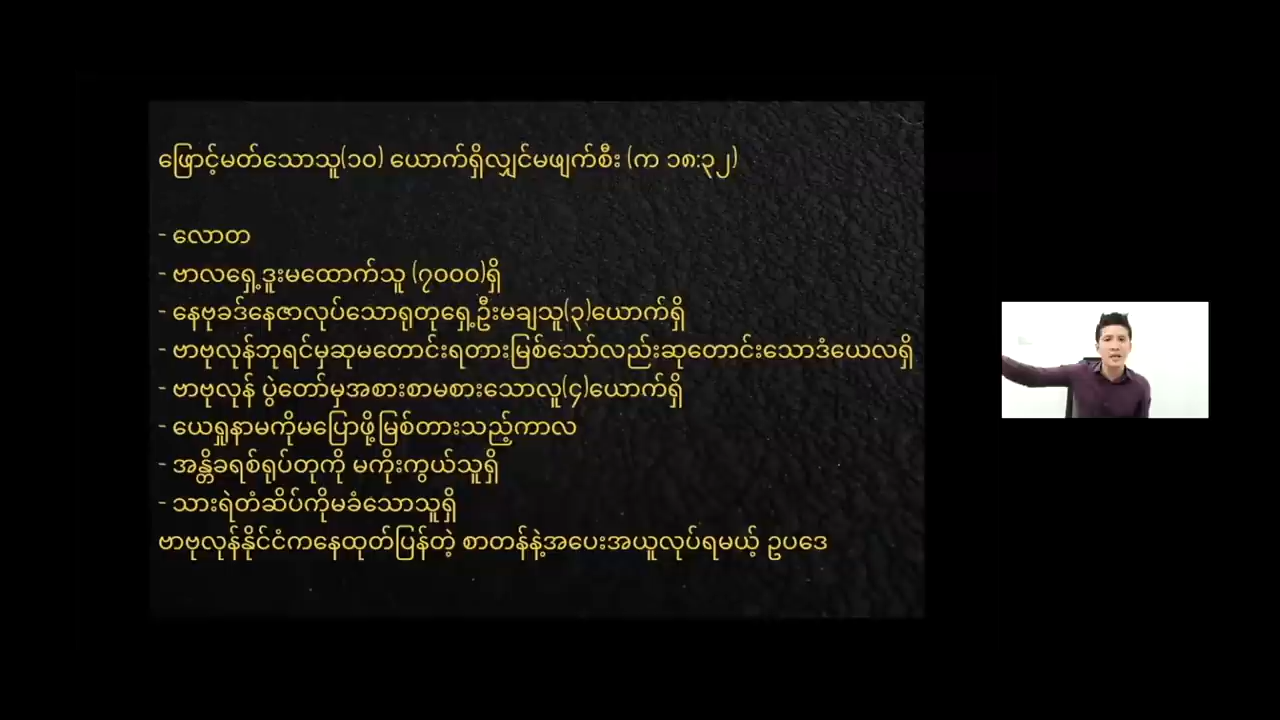 ဖြောင့်မတ်သောသူ(၁၀) ယောက်ရှိလျှင်မဖျက်စီး (က ၁၈:၃၂)
- လောတ
- ဗာလရှေ့ဒူးမထောက်သူ (၇၀၀၀)ရှိ
- နေဗုခဒ်နေဇာလုပ်သောရုတုရှေ့ဦးမချသူ(၃)ယောက်ရှိ
- ဗာဗုလုန်ဘုရင်မှဆုမတောင်းရတားမြစ်သော်လည်းဆုတောင်းသောဒံယေလရှိ
- ဗာဗုလုန် ပွဲတော်မှအစားစာမစားသောလူ(၄)ယောက်ရှိ
- ယေရှုနာမကိုမပြောဖို့မြစ်တားသည့်ကာလ
- အန္တိခရစ်ရုပ်တုကို မကိုးကွယ်သူရှိ
- သားရဲတံဆိပ်ကိုမခံသောသူရှိ
ဗာဗုလုန်နိုင်ငံကနေထုတ်ပြန်တဲ့ စာတန်နဲ့အပေးအယူလုပ်ရမယ့် ဥပဒေ